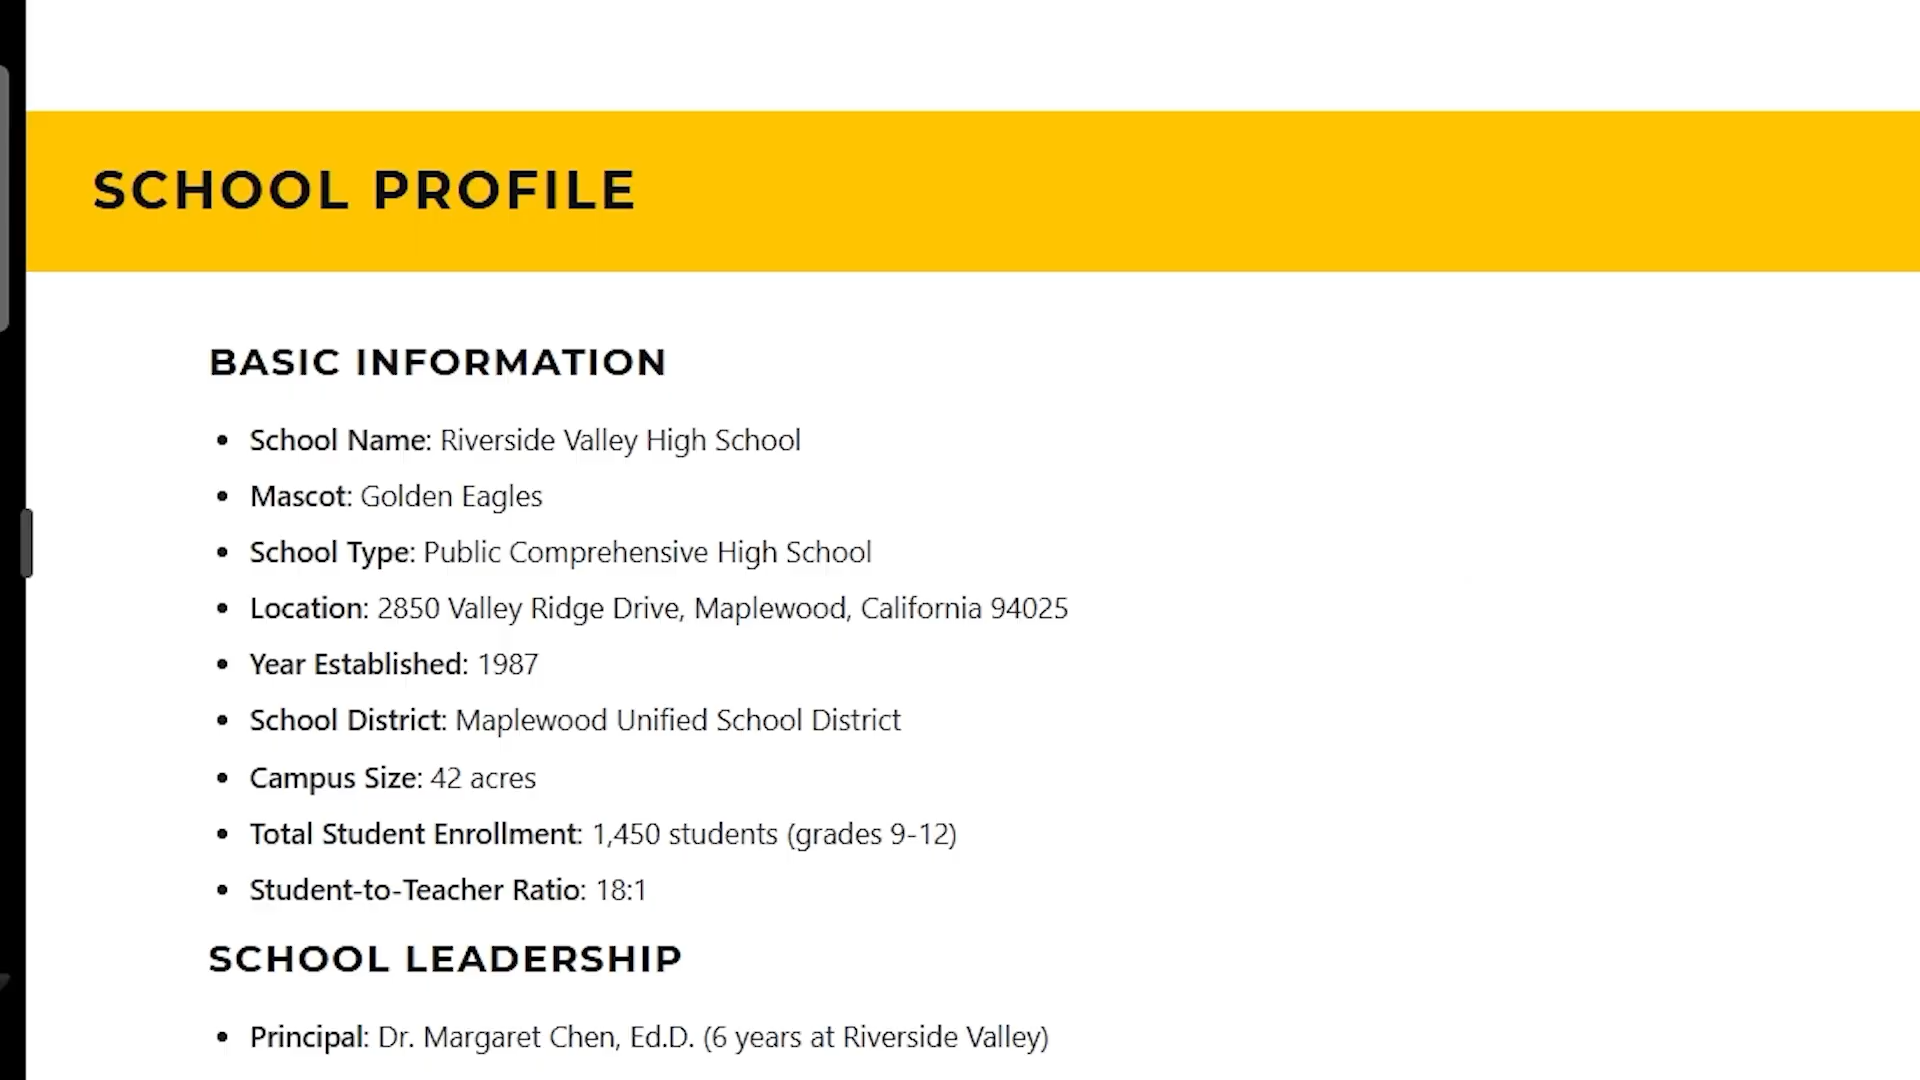 SCHOOL PROFILE
BASIC INFORMATION
• School Name: Riverside Valley High School
• Mascot: Golden Eagles
• School Type: Public Comprehensive High School
• Location: 2850 Valley Ridge Drive, Maplewood, California 94025
• Year Established: 1987
• School District: Maplewood Unified School District
• Campus Size: 42 acres
• Total Student Enrollment: 1,450 students (grades 9-12)
• Student-to-Teacher Ratio: 18:1
SCHOOL LEADERSHIP
• Principal: Dr. Margaret Chen, Ed.D. (6 years at Riverside Valley)